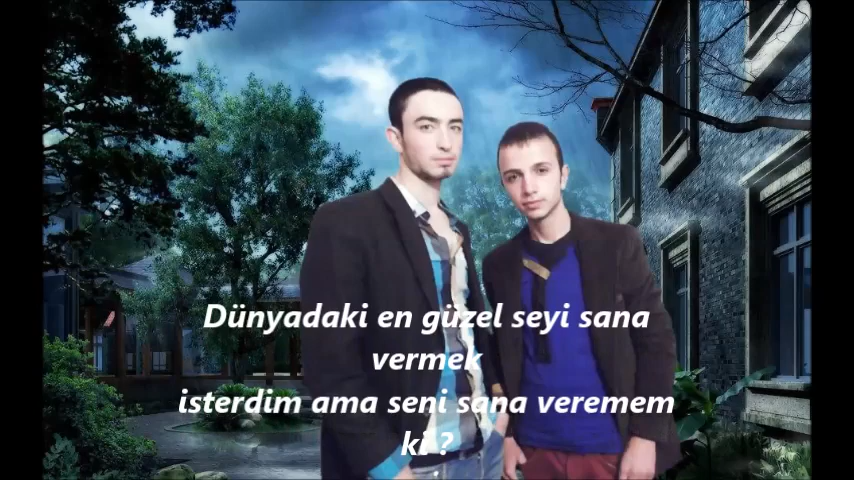 Dünyadaki en güzel seyi sana
vermek
isterdim ama seni sana veremem
ki ?